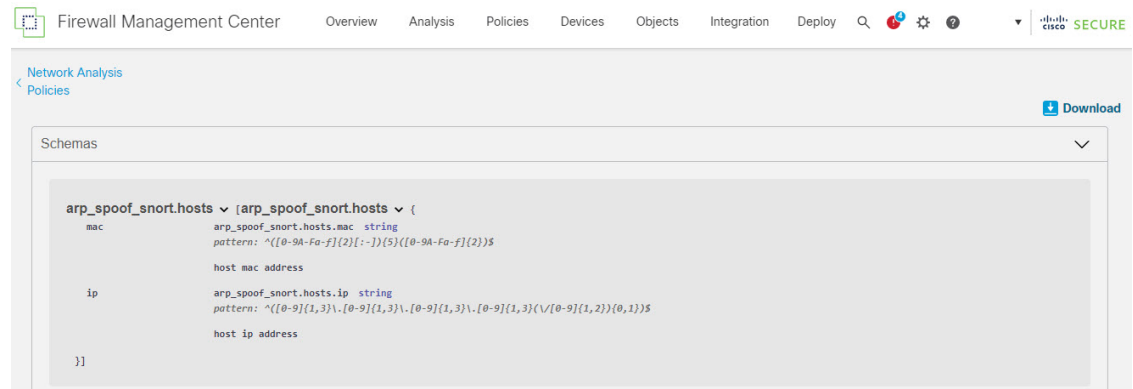 Firewall Management Center Overview Analysis Policies Devices Objects Integration Deploy 4 ? cisco SECURE
Network Analysis
Policies
Download
Schemas
arp_spoof_snort.hosts [arp_spoof_snort.hosts {
mac arp_spoof_snort.hosts.mac string
pattern: ^([0-9A-Fa-f]{2}[:-]){5}([0-9A-Fa-f]{2})$
host mac address
ip arp_spoof_snort.hosts.ip string
pattern: ^([0-9]{1,3}\.[0-9]{1,3}\.[0-9]{1,3}\.[0-9]{1,3}(\/[0-9]{1,2}){0,1})$
host ip address
}]